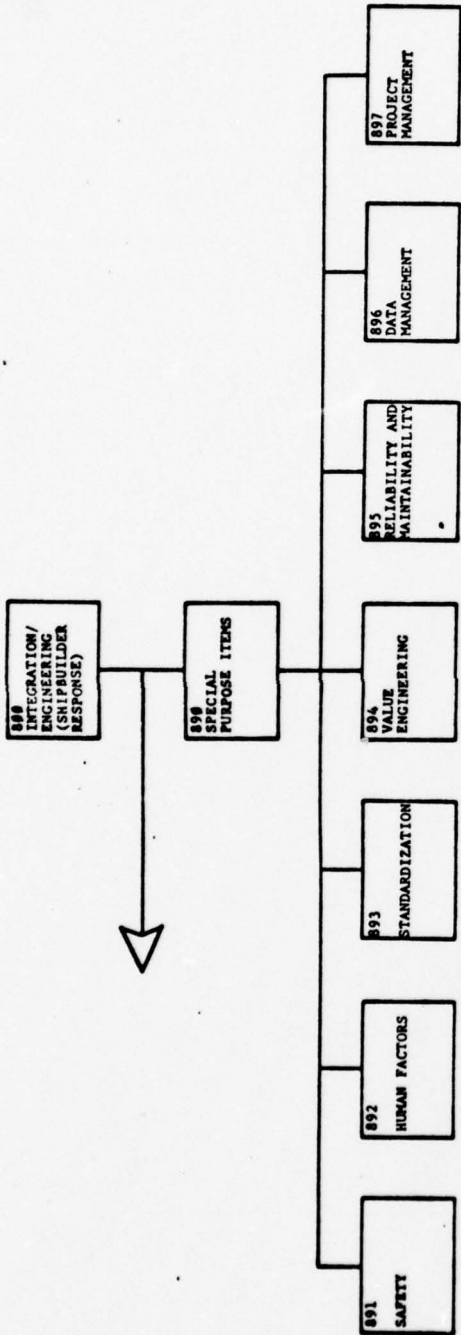 800
INTEGRATION/
ENGINEERING
(SHIPBUILDER
RESPONSE)
890
SPECIAL
PURPOSE ITEMS
891
SAFETY
892
HUMAN FACTORS
893
STANDARDIZATION
894
VALUE
ENGINEERING
895
RELIABILITY AND
MAINTAINABILITY
896
DATA
MANAGEMENT
897
PROJECT
MANAGEMENT